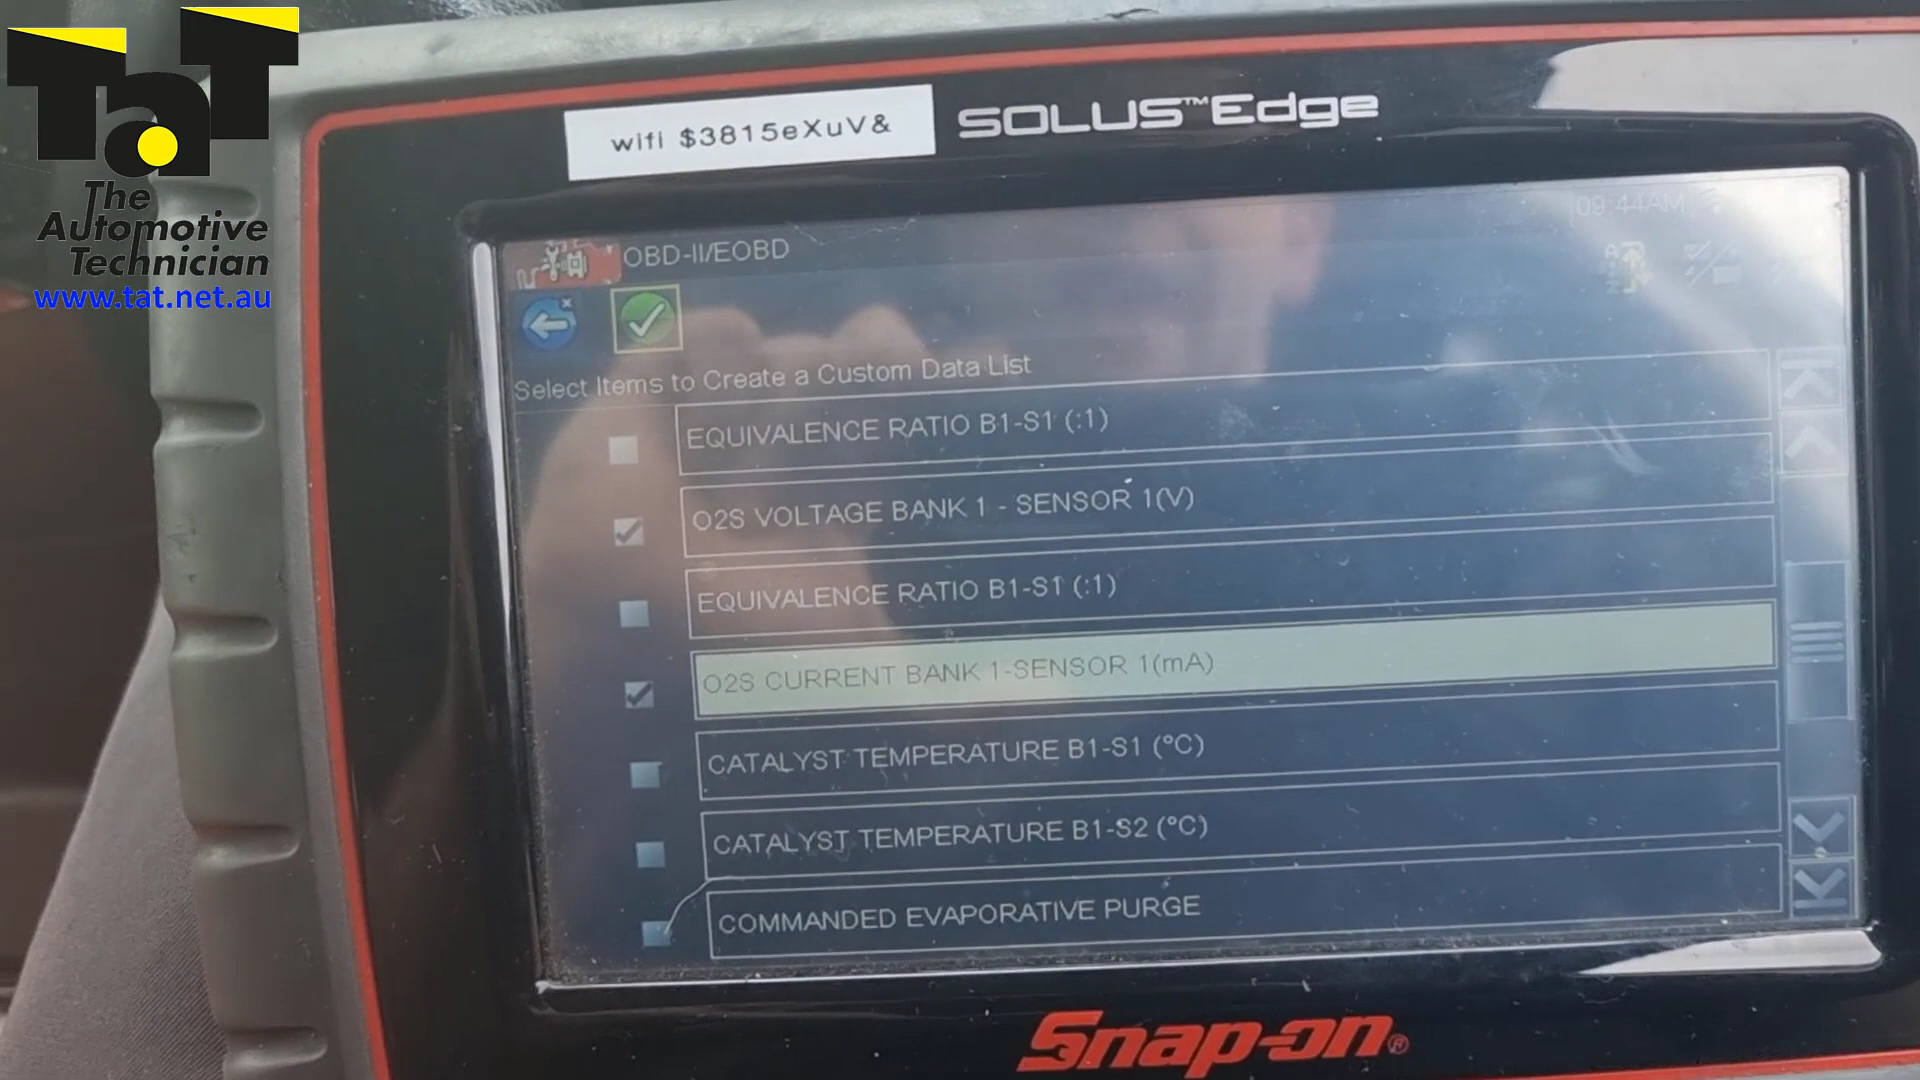 TaT
The
Automotive
Technician
www.tat.net.au
wifi $3815eXuV&
SOLUS™Edge
09:44AM
OBD-II/EOBD
Select Items to Create a Custom Data List
EQUIVALENCE RATIO B1-S1 (:1)
O2S VOLTAGE BANK 1 - SENSOR 1(V)
EQUIVALENCE RATIO B1-S1 (:1)
O2S CURRENT BANK 1-SENSOR 1(mA)
CATALYST TEMPERATURE B1-S1 (°C)
CATALYST TEMPERATURE B1-S2 (°C)
COMMANDED EVAPORATIVE PURGE
Snap-on®